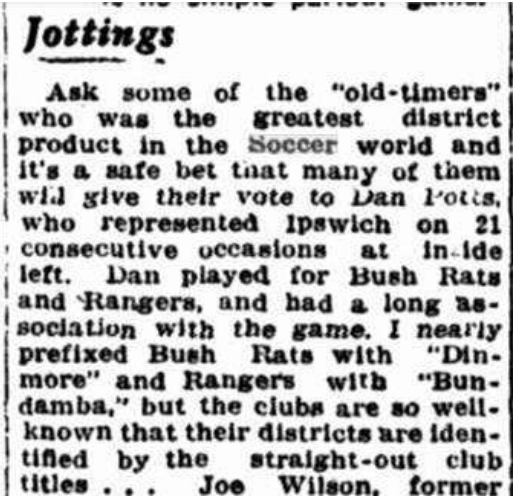 Jottings
Ask some of the "old-timers"
who was the greatest district
product in the Soccer world and
it's a safe bet that many of them
will give their vote to Dan Potts,
who represented Ipswich on 21
consecutive occasions at inside
left. Dan played for Bush Rats
and Rangers, and had a long as-
sociation with the game. I nearly
prefixed Bush Rats with "Din-
more" and Rangers with "Bun-
damba," but the clubs are so well-
known that their districts are iden-
tified by the straight-out club
titles . . . Joe Wilson, former